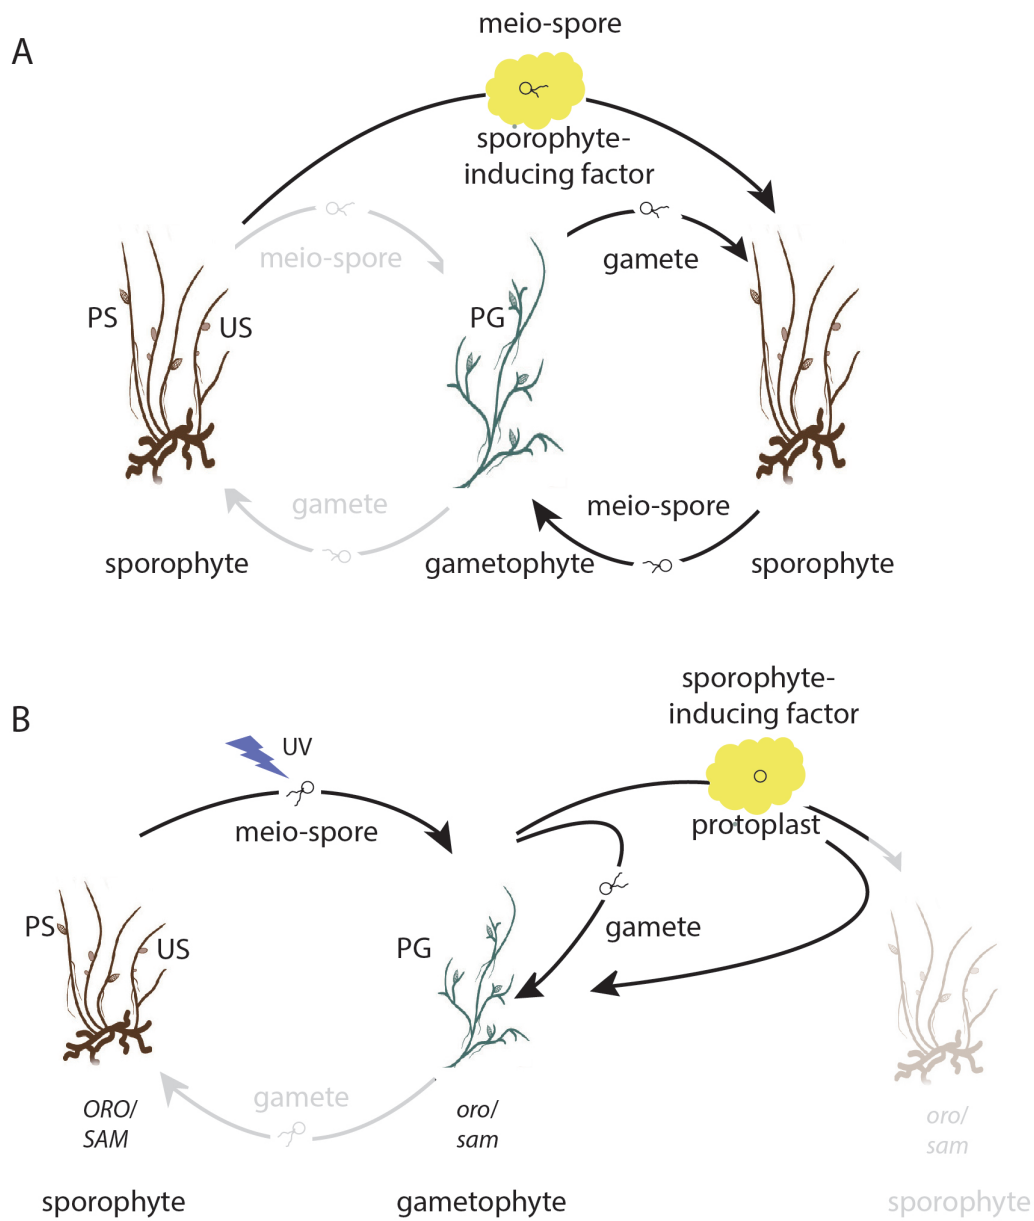 A
meio-spore
sporophyte-
inducing factor
meio-spore
gamete
PS
US
PG
gamete
meio-spore
sporophyte
gametophyte
sporophyte
B
sporophyte-
inducing factor
UV
meio-spore
protoplast
PS
US
PG
gamete
gamete
ORO/
SAM
oro/
sam
oro/
sam
sporophyte
gametophyte
sporophyte